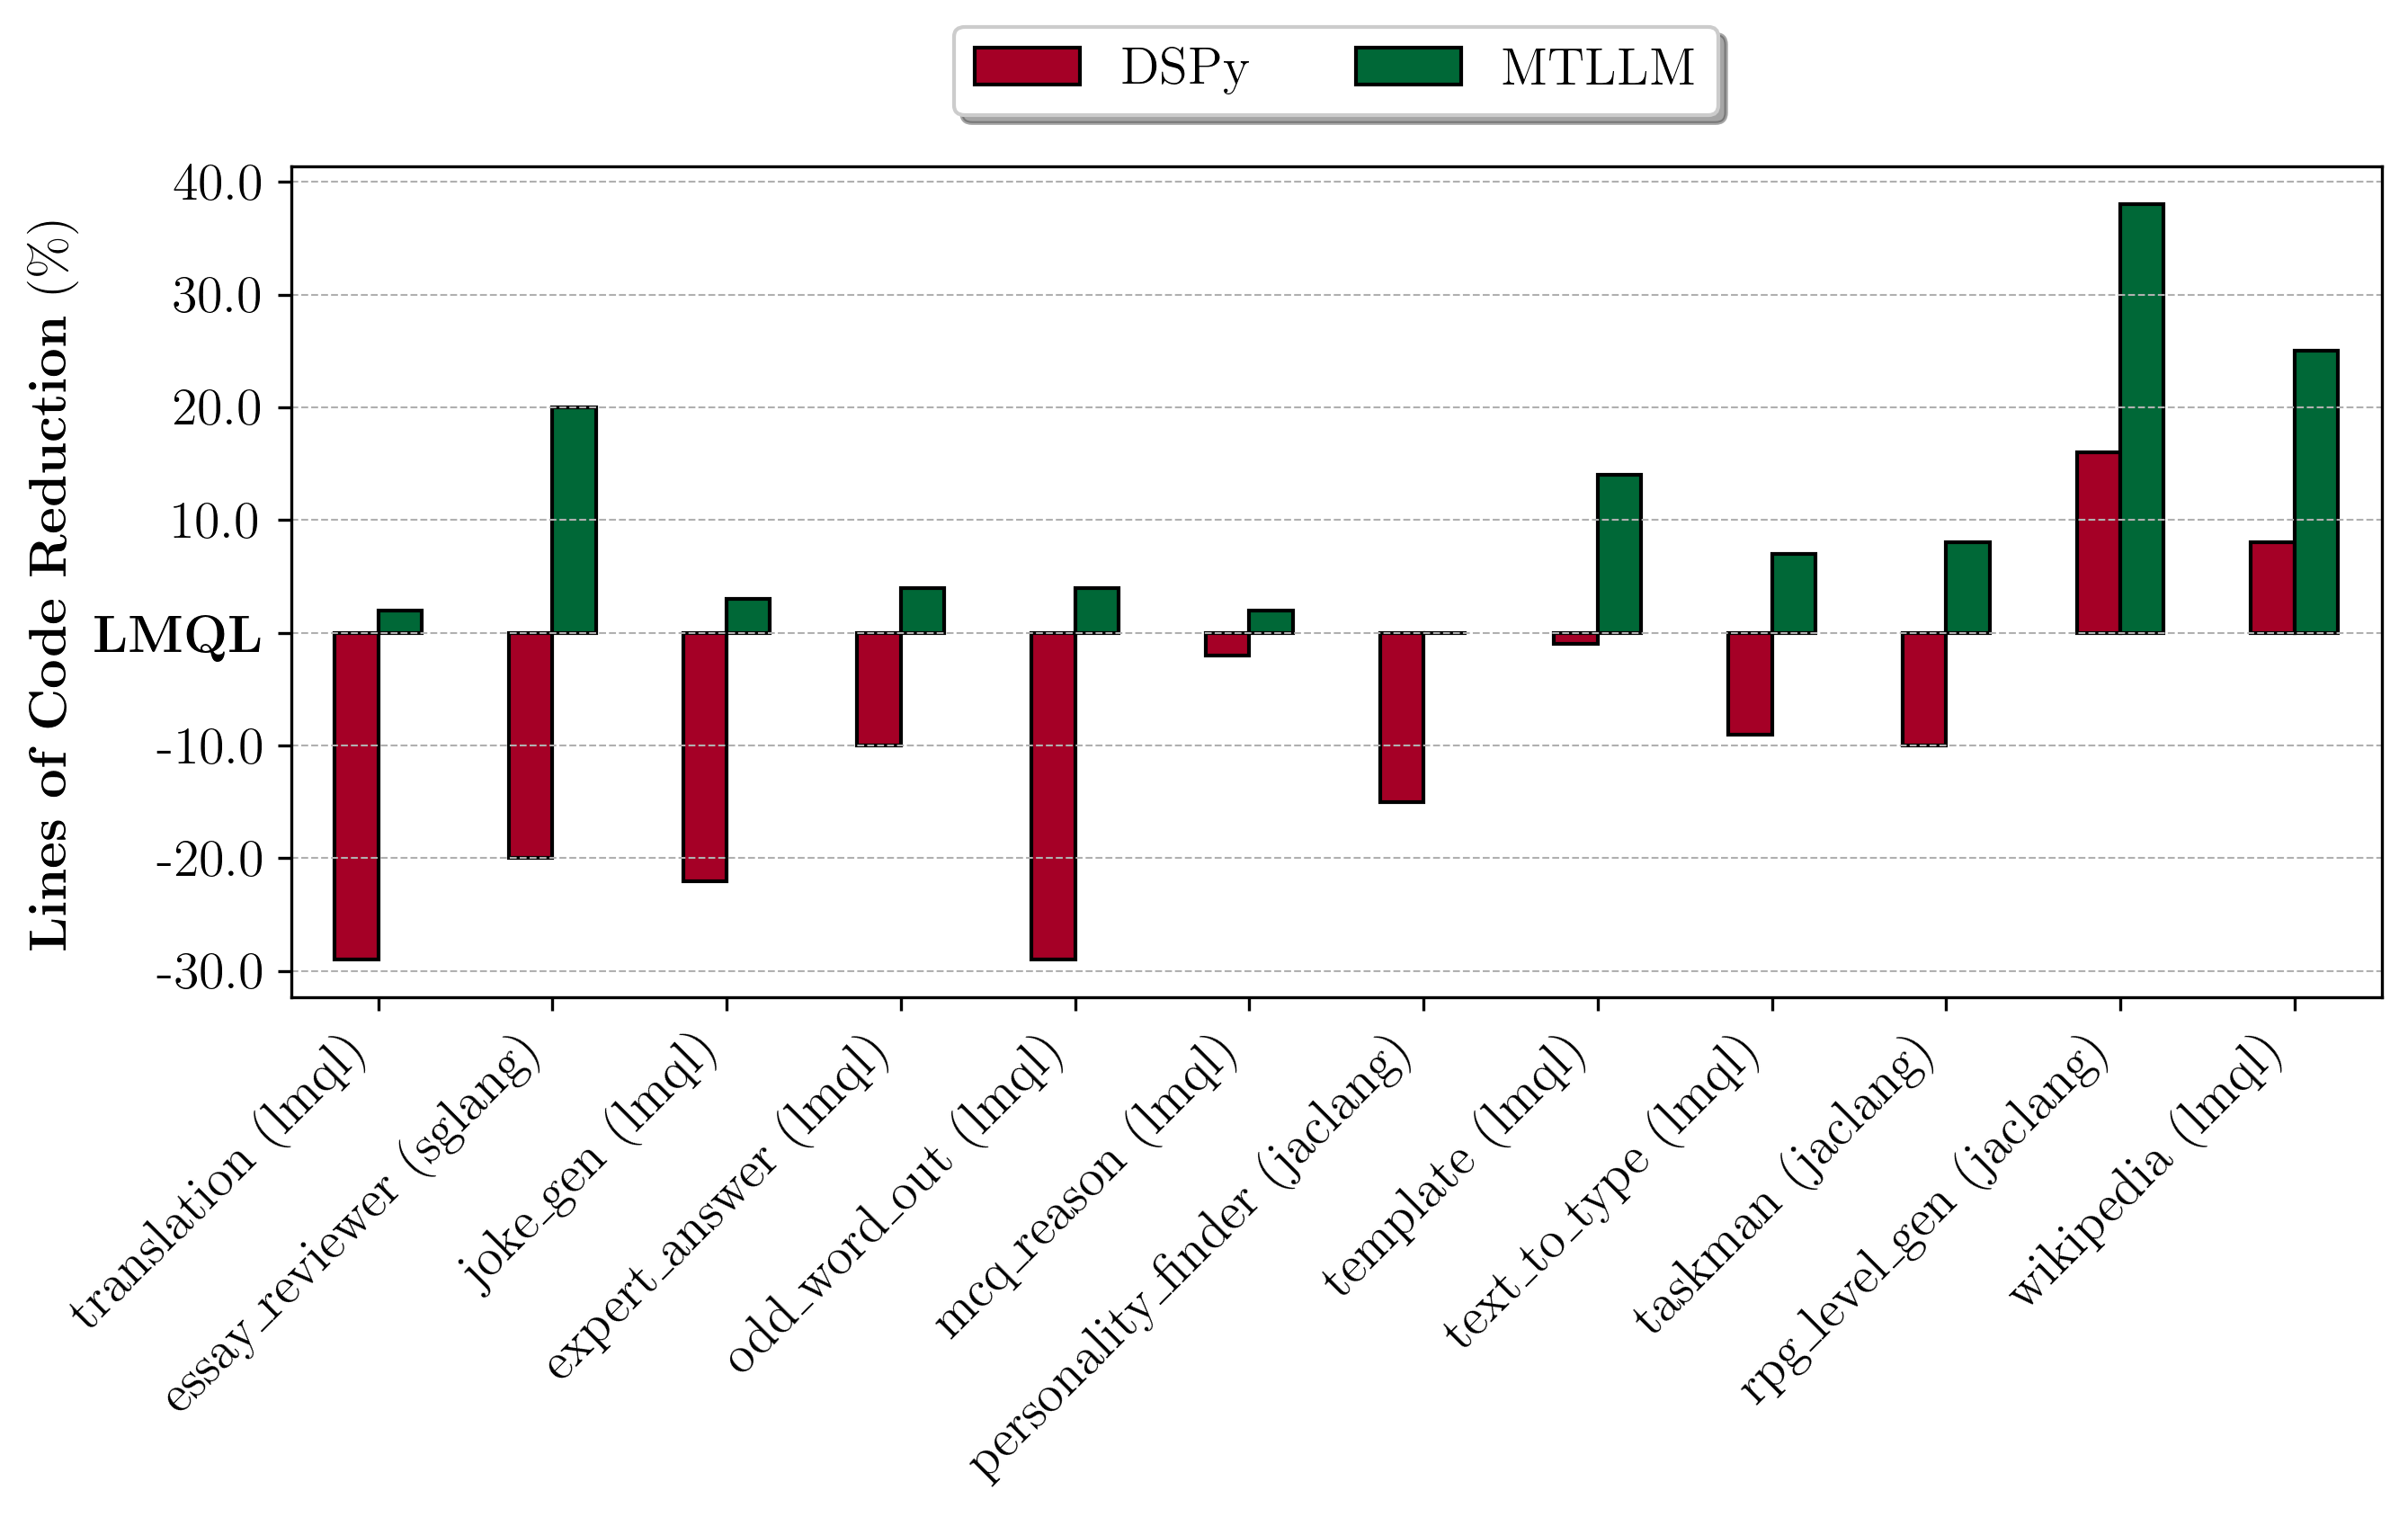 DSPy
MTLLM
Lines of Code Reduction (%)
40.0
30.0
20.0
10.0
LMQL
-10.0
-20.0
-30.0
translation (lmql)
essay_reviewer (sglang)
joke_gen (lmql)
expert_answer (lmql)
odd_word_out (lmql)
mcq_reason (lmql)
personality_finder (jaclang)
template (lmql)
text_to_type (lmql)
taskman (jaclang)
rpg_level_gen (jaclang)
wikipedia (lmql)